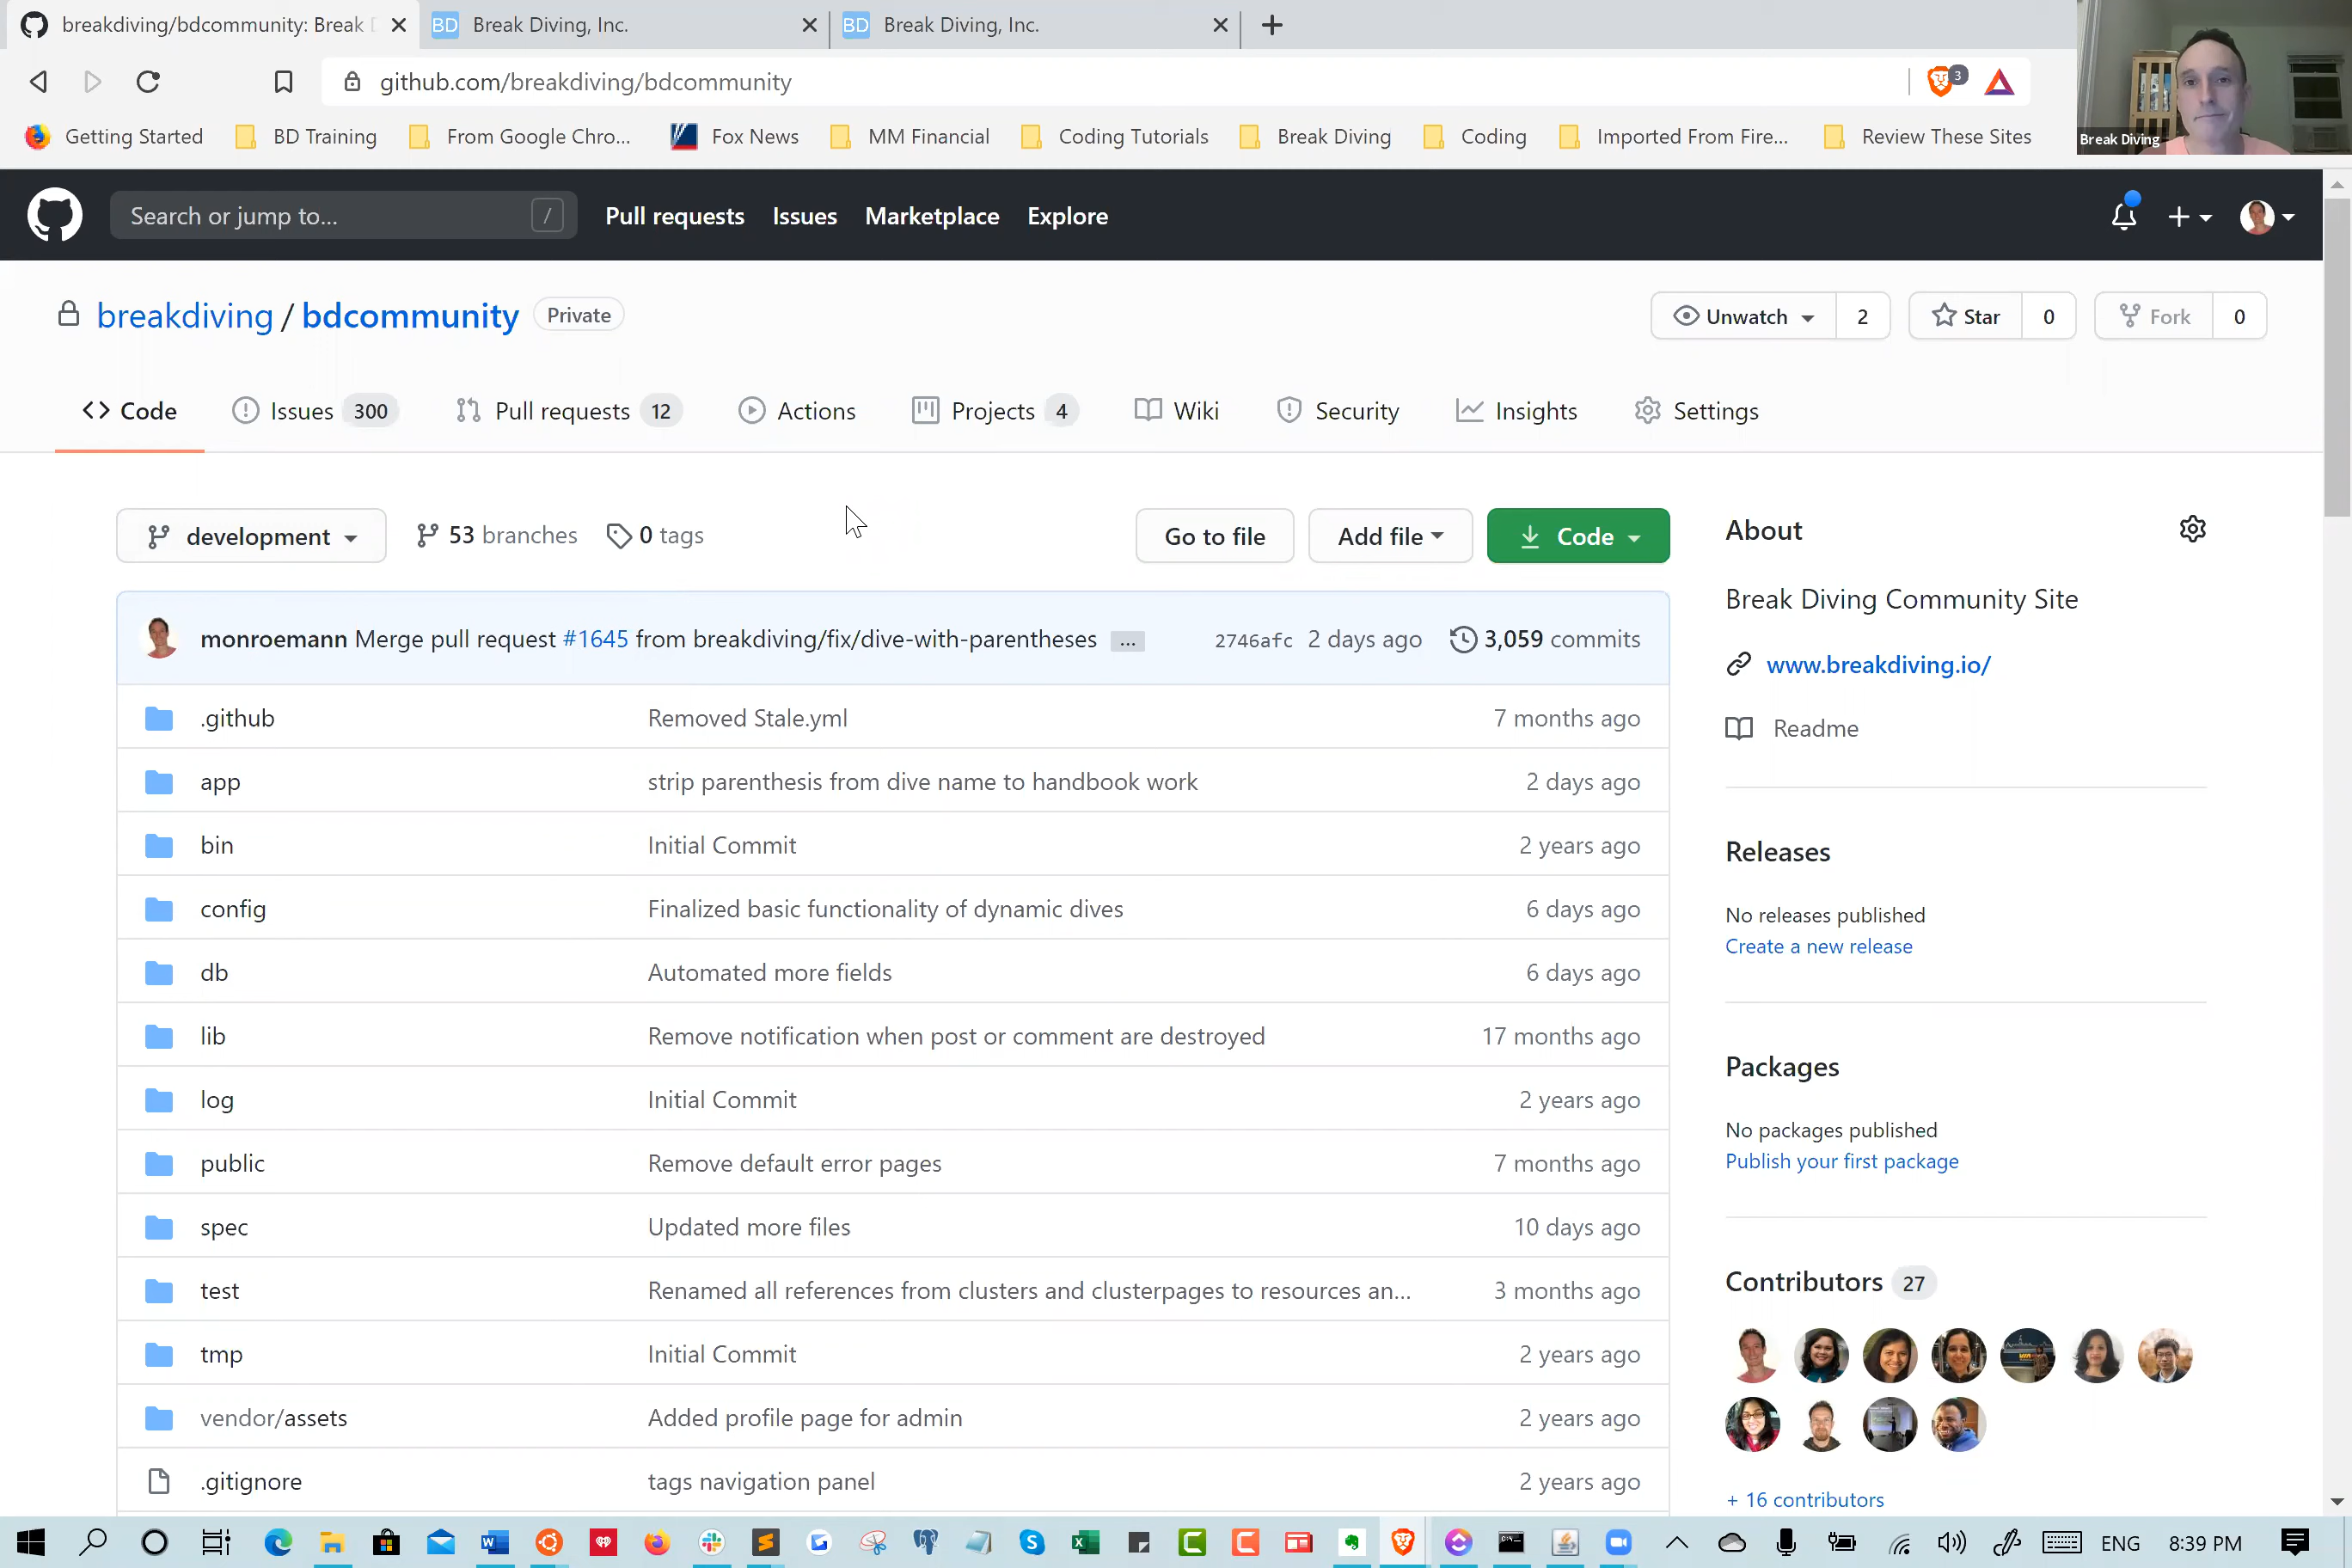 breakdiving/bdcommunity: Break D
BD Break Diving, Inc.
BD Break Diving, Inc.
github.com/breakdiving/bdcommunity
3
Getting Started
BD Training
From Google Chro...
Fox News
MM Financial
Coding Tutorials
Break Diving
Coding
Imported From Fire...
Review These Sites
Break Diving
Search or jump to...
/
Pull requests
Issues
Marketplace
Explore
breakdiving / bdcommunity
Private
Unwatch
2
Star
0
Fork
0
Code
Issues 300
Pull requests 12
Actions
Projects 4
Wiki
Security
Insights
Settings
development
53 branches
0 tags
Go to file
Add file
Code
monroemann Merge pull request #1645 from breakdiving/fix/dive-with-parentheses ... 2746afc 2 days ago 3,059 commits
.github Removed Stale.yml 7 months ago
app strip parenthesis from dive name to handbook work 2 days ago
bin Initial Commit 2 years ago
config Finalized basic functionality of dynamic dives 6 days ago
db Automated more fields 6 days ago
lib Remove notification when post or comment are destroyed 17 months ago
log Initial Commit 2 years ago
public Remove default error pages 7 months ago
spec Updated more files 10 days ago
test Renamed all references from clusters and clusterpages to resources an... 3 months ago
tmp Initial Commit 2 years ago
vendor/assets Added profile page for admin 2 years ago
.gitignore tags navigation panel 2 years ago
About
Break Diving Community Site
www.breakdiving.io/
Readme
Releases
No releases published
Create a new release
Packages
No packages published
Publish your first package
Contributors 27
+ 16 contributors
ENG
8:39 PM